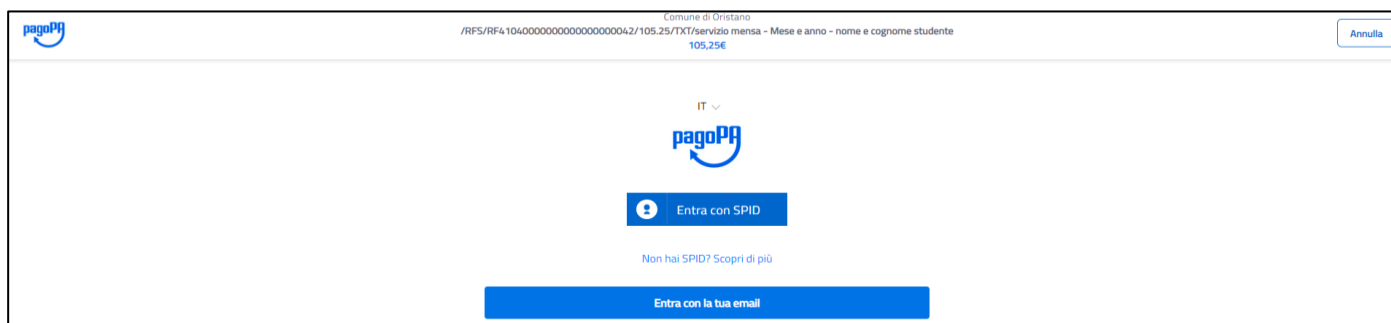 pagoPA
Comune di Oristano
/RFS/RF41040000000000000000042/105.25/TXT/servizio mensa - Mese e anno - nome e cognome studente
105,25€
Annulla
IT
pagoPA
Entra con SPID
Non hai SPID? Scopri di più
Entra con la tua email